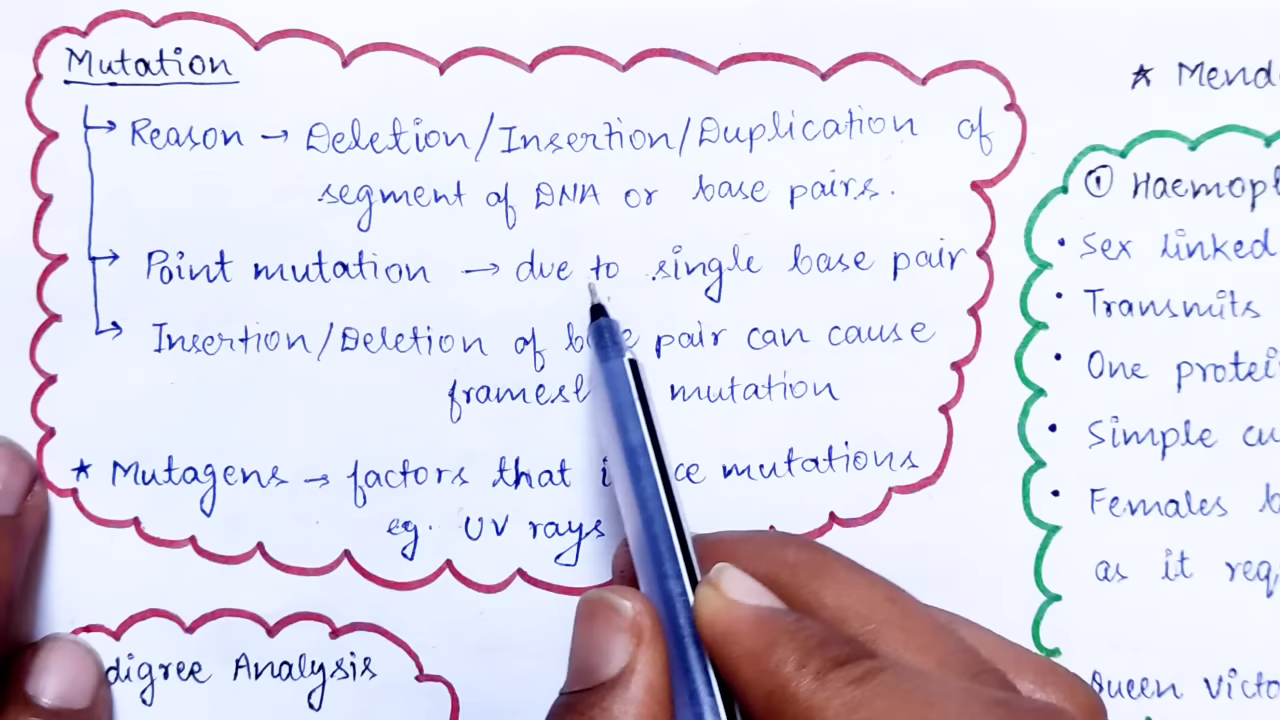 Mutation
Reason → Deletion/Insertion/Duplication of
segment of DNA or base pairs.
Point mutation → due to single base pair
Insertion/Deletion of pair can cause
mutation
* Mutagens → factors that mutations
eg. UV rays
digree Analysis
* Mend
① Haemoph
• Sex linked
• Transmits
• One protei
• Simple cu
• Females
as it req
Queen Victo